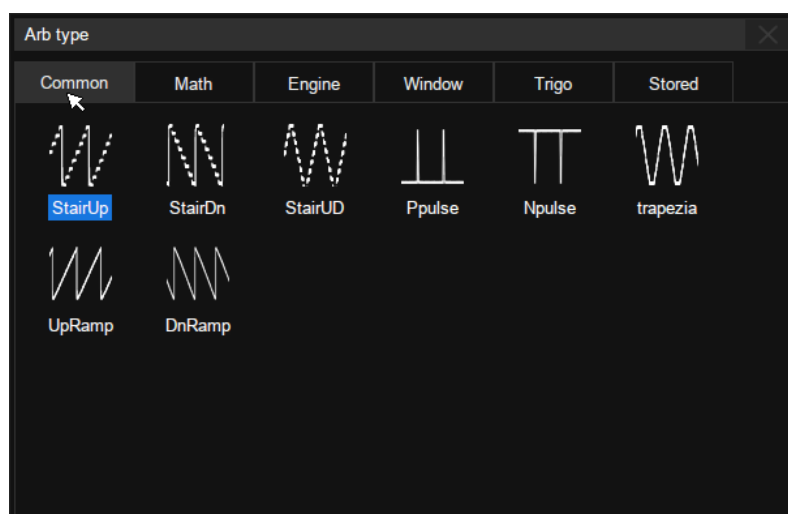 Arb type
Common Math Engine Window Trigo Stored
StairUp StairDn StairUD Ppulse Npulse trapezia
UpRamp DnRamp